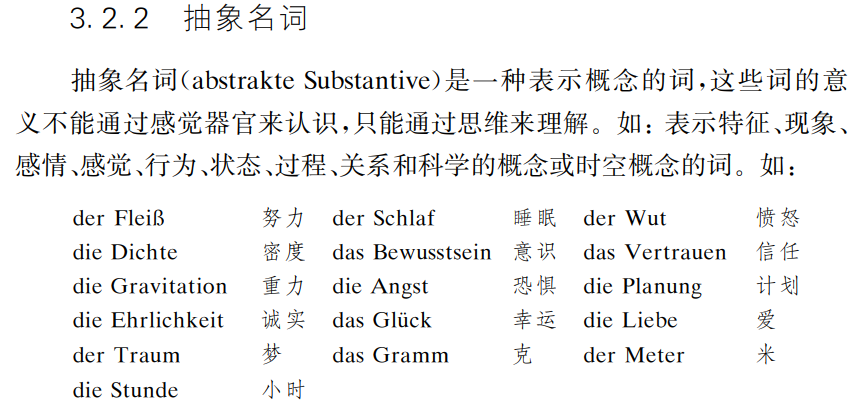 3.2.2 抽象名词
抽象名词(abstrakte Substantive)是一种表示概念的词,这些词的意
义不能通过感觉器官来认识,只能通过思维来理解。如:表示特征、现象、
感情、感觉、行为、状态、过程、关系和科学的概念或时空概念的词。如:
der Fleiß 努力 der Schlaf 睡眠 der Wut 愤怒
die Dichte 密度 das Bewusstsein 意识 das Vertrauen 信任
die Gravitation 重力 die Angst 恐惧 die Planung 计划
die Ehrlichkeit 诚实 das Glück 幸运 die Liebe 爱
der Traum 梦 das Gramm 克 der Meter 米
die Stunde 小时